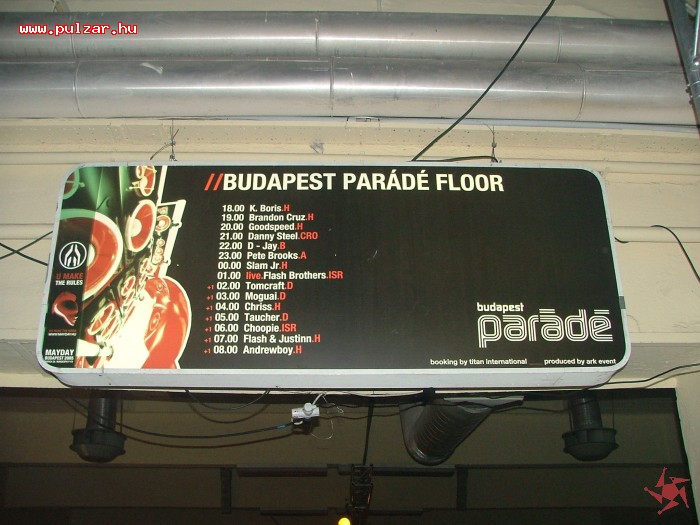 www.pulzar.hu
//BUDAPEST PARÁDÉ FLOOR
18.00 K. Boris.H
19.00 Brandon Cruz.H
20.00 Goodspeed.H
21.00 Danny Steel.CRO
22.00 D - Jay.B
23.00 Pete Brooks.A
00.00 Slam Jr.H
01.00 live.Flash Brothers.ISR
+1 02.00 Tomcraft.D
+1 03.00 Moguai.D
+1 04.00 Chriss.H
+1 05.00 Taucher.D
+1 06.00 Choopie.ISR
+1 07.00 Flash & Justinn.H
+1 08.00 Andrewboy.H
U MAKE
THE RULES
MAYDAY
BUDAPEST 2005
budapest
parádé
booking by titan international
produced by ark event